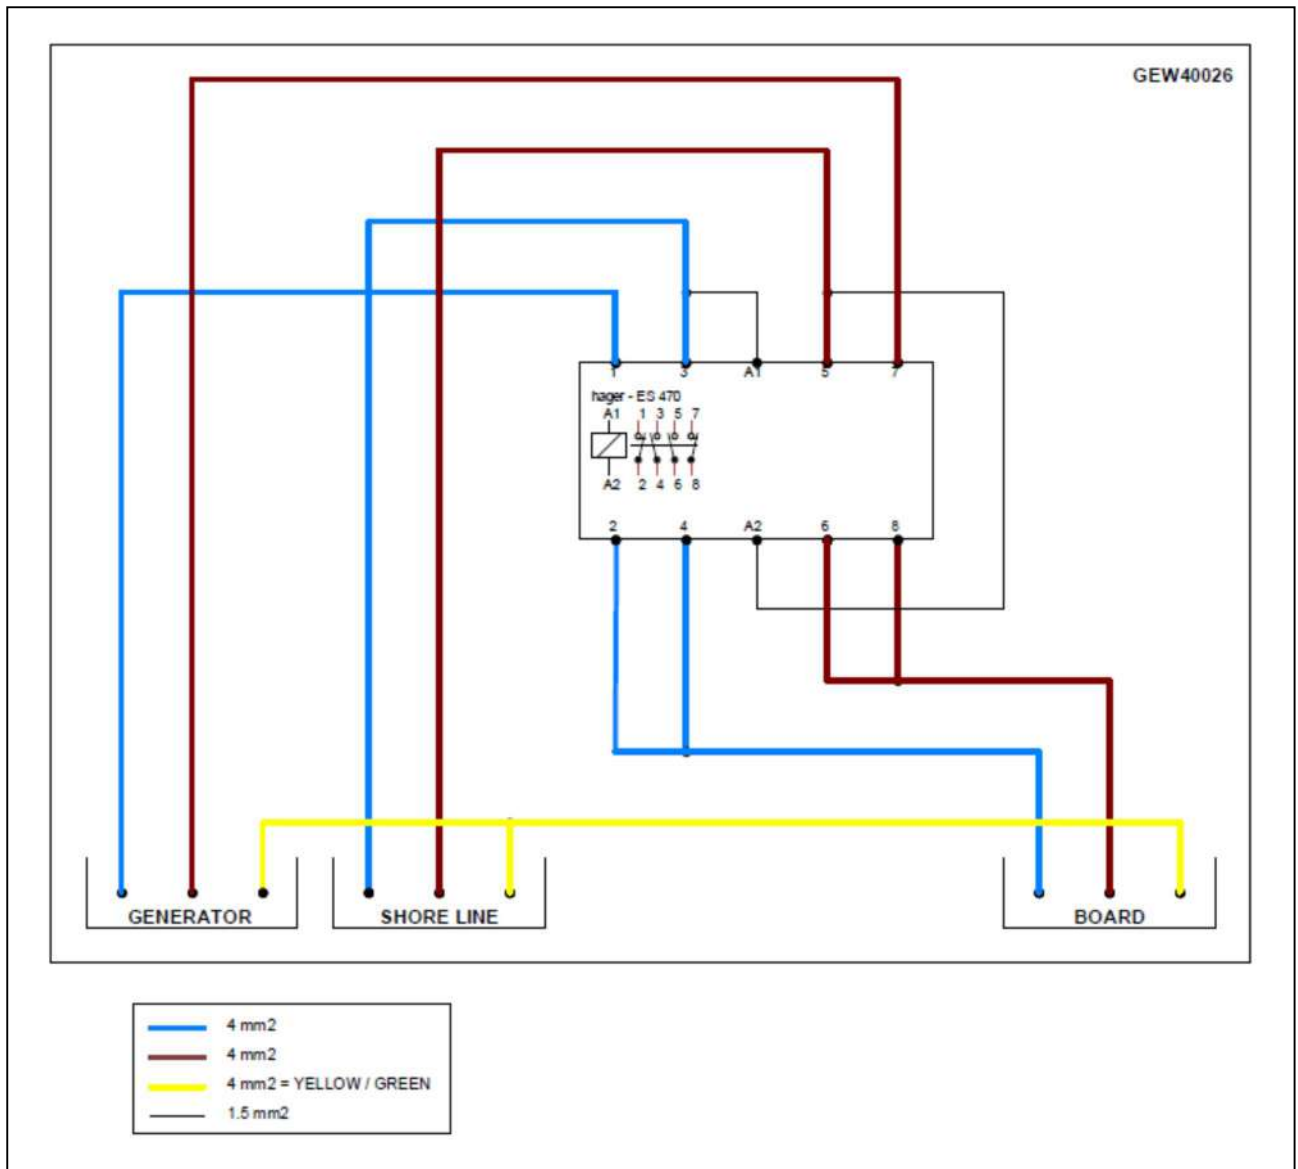 GEW40026
1 3 A1 5 7
hager - ES 470
A1 1 3 5 7
A2 2 4 6 8
2 4 A2 6 8
GENERATOR SHORE LINE BOARD
4 mm2
4 mm2
4 mm2 = YELLOW / GREEN
1.5 mm2